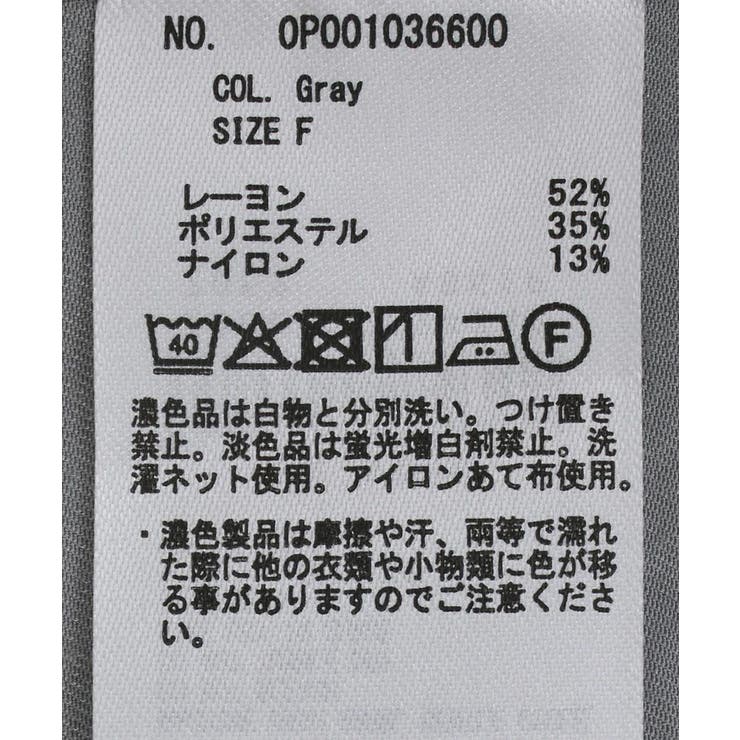 NO. 0P001036600
COL. Gray
SIZE F
レーヨン 52%
ポリエステル 35%
ナイロン 13%
40 F
濃色品は白物と分別洗い。つけ置き
禁止。淡色品は蛍光増白剤禁止。洗
濯ネット使用。アイロンあて布使用。
・濃色製品は摩擦や汗、雨等で濡れ
た際に他の衣類や小物類に色が移
る事がありますのでご注意くださ
い。